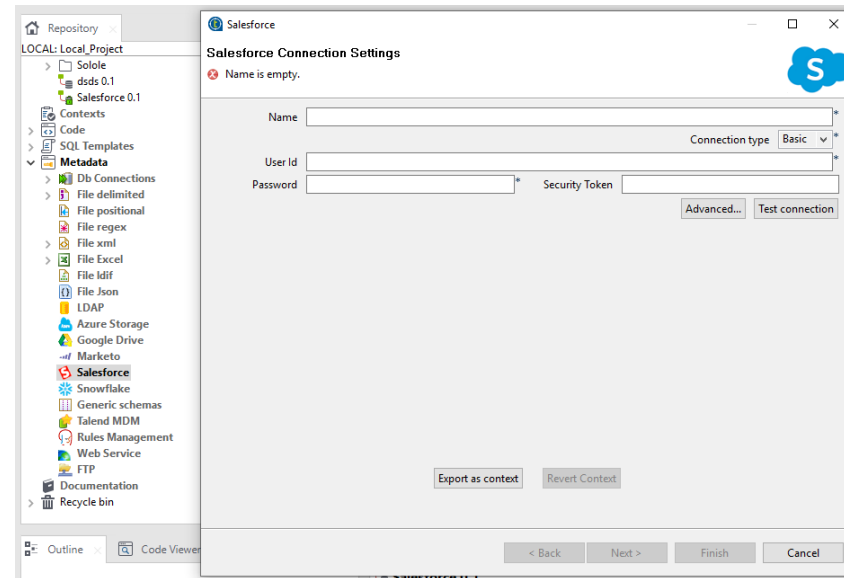 Repository
LOCAL: Local_Project
Solole
dsds 0.1
Salesforce 0.1
Contexts
Code
SQL Templates
Metadata
Db Connections
File delimited
File positional
File regex
File xml
File Excel
File ldif
File Json
LDAP
Azure Storage
Google Drive
Marketo
Salesforce
Snowflake
Generic schemas
Talend MDM
Rules Management
Web Service
FTP
Documentation
Recycle bin
Outline
Code Viewer
Salesforce
Salesforce Connection Settings
Name is empty.
S
Name *
Connection type Basic *
User Id *
Password * Security Token
Advanced... Test connection
Export as context Revert Context
< Back Next > Finish Cancel